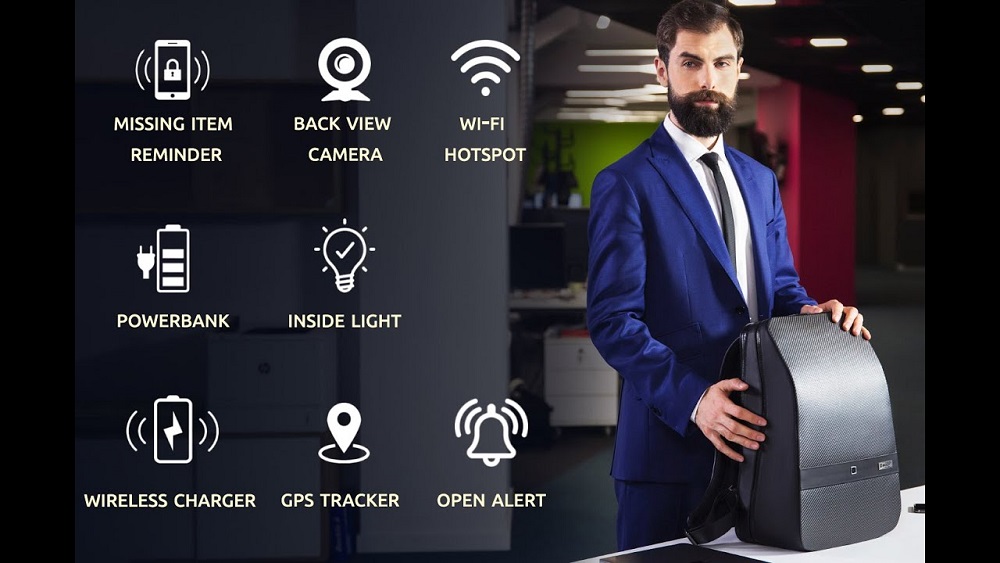 MISSING ITEM
REMINDER
BACK VIEW
CAMERA
WI-FI
HOTSPOT
POWERBANK
INSIDE LIGHT
WIRELESS CHARGER
GPS TRACKER
OPEN ALERT